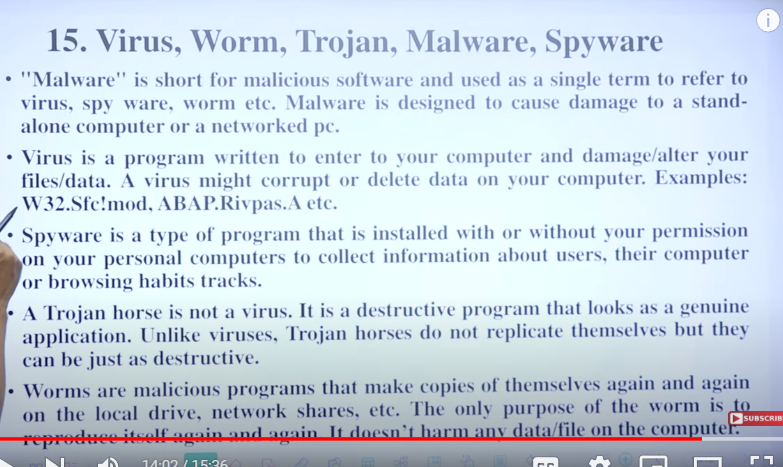 15. Virus, Worm, Trojan, Malware, Spyware
• "Malware" is short for malicious software and used as a single term to refer to
virus, spy ware, worm etc. Malware is designed to cause damage to a stand-
alone computer or a networked pc.
• Virus is a program written to enter to your computer and damage/alter your
files/data. A virus might corrupt or delete data on your computer. Examples:
W32.Sfc!mod, ABAP.Rivpas.A etc.
• Spyware is a type of program that is installed with or without your permission
on your personal computers to collect information about users, their computer
or browsing habits tracks.
• A Trojan horse is not a virus. It is a destructive program that looks as a genuine
application. Unlike viruses, Trojan horses do not replicate themselves but they
can be just as destructive.
• Worms are malicious programs that make copies of themselves again and again
on the local drive, network shares, etc. The only purpose of the worm is to
SUBSCRIB
reproduce itself again and again. It doesn't harm any data/file on the computer.
14:02 / 15:36
CC